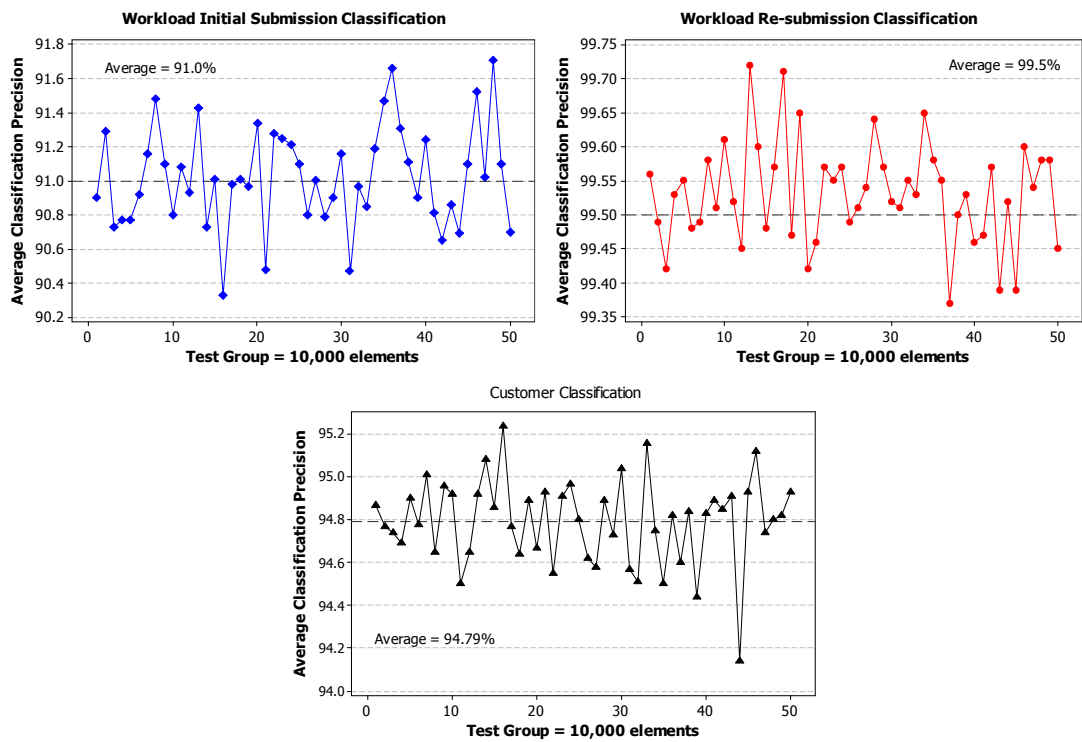 Workload Initial Submission Classification
Average Classification Precision
91.8
91.6
91.4
91.2
91.0
90.8
90.6
90.4
90.2
Average = 91.0%
0 10 20 30 40 50
Test Group = 10,000 elements
Workload Re-submission Classification
Average Classification Precision
99.75
99.70
99.65
99.60
99.55
99.50
99.45
99.40
99.35
Average = 99.5%
0 10 20 30 40 50
Test Group = 10,000 elements
Customer Classification
Average Classification Precision
95.2
95.0
94.8
94.6
94.4
94.2
94.0
Average = 94.79%
0 10 20 30 40 50
Test Group = 10,000 elements